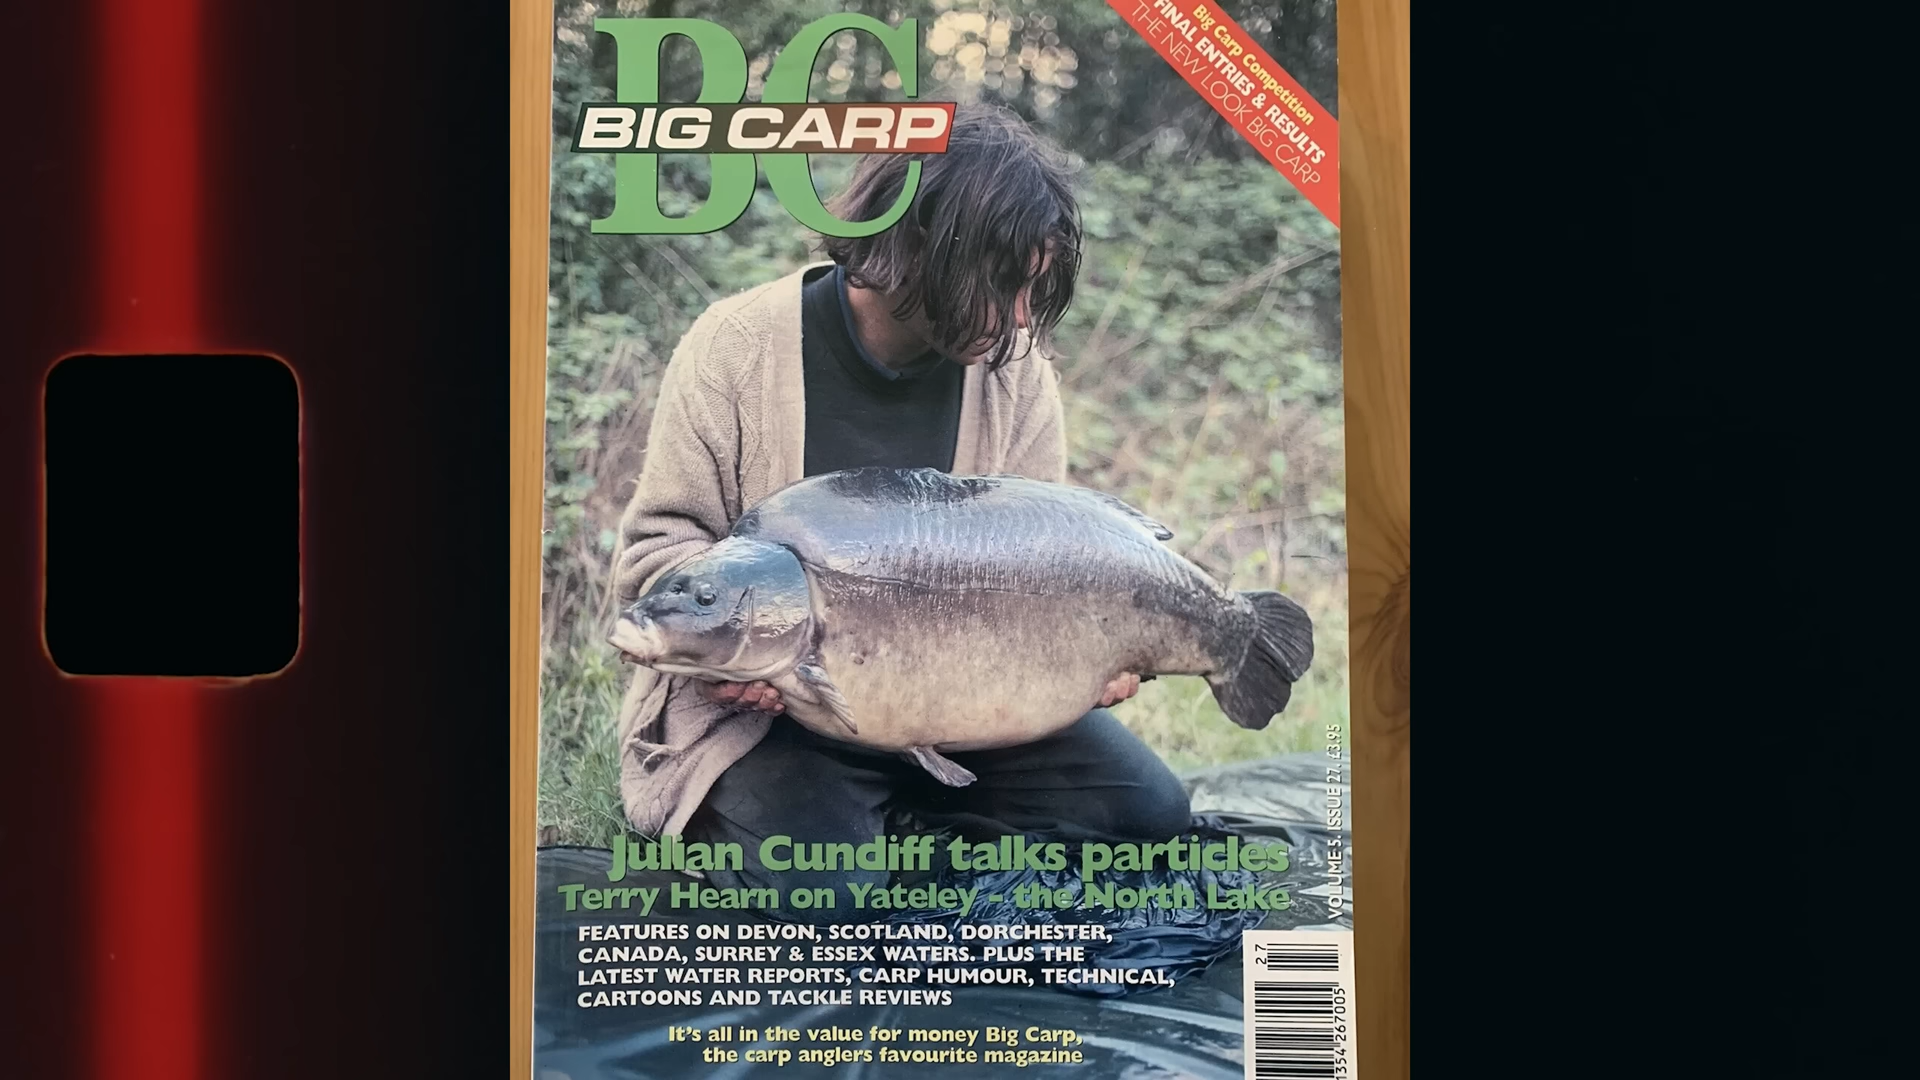 BC
BIG CARP
Big Carp Competition
FINAL ENTRIES & RESULTS
THE NEW LOOK BIG CARP
Julian Cundiff talks particles
Terry Hearn on Yateley - the North Lake
FEATURES ON DEVON, SCOTLAND, DORCHESTER,
CANADA, SURREY & ESSEX WATERS. PLUS THE
LATEST WATER REPORTS, CARP HUMOUR, TECHNICAL,
CARTOONS AND TACKLE REVIEWS
It's all in the value for money Big Carp,
the carp anglers favourite magazine
VOLUME 5. ISSUE 27. £3.95
27
1354 267005